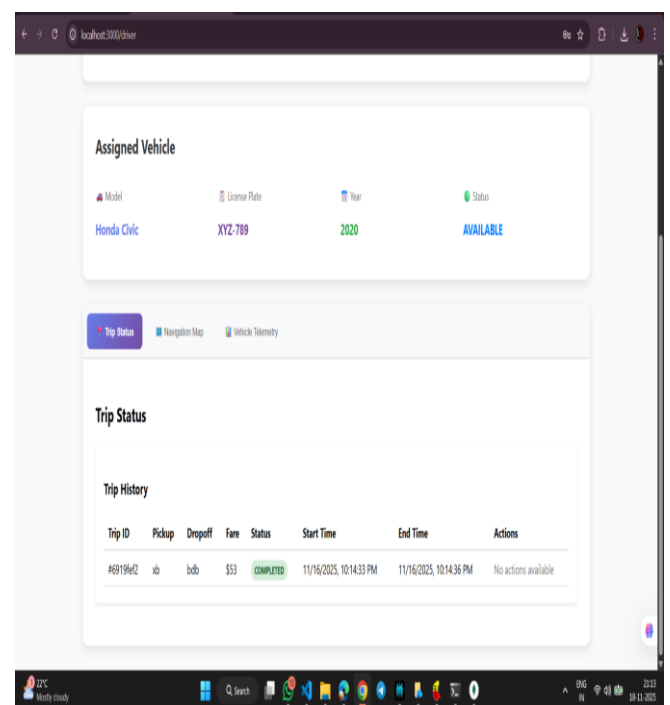 localhost:3000/driver
Assigned Vehicle
Model License Plate Year Status
Honda Civic XYZ-789 2020 AVAILABLE
Trip Status Navigation Map Vehicle Telemetry
Trip Status
Trip History
Trip ID Pickup Dropoff Fare Status Start Time End Time Actions
#6919fef2 xb bdb $53 COMPLETED 11/16/2025, 10:14:33 PM 11/16/2025, 10:14:36 PM No actions available
22°C
Mostly cloudy
Search
ENG
IN
21:13
18-11-2025